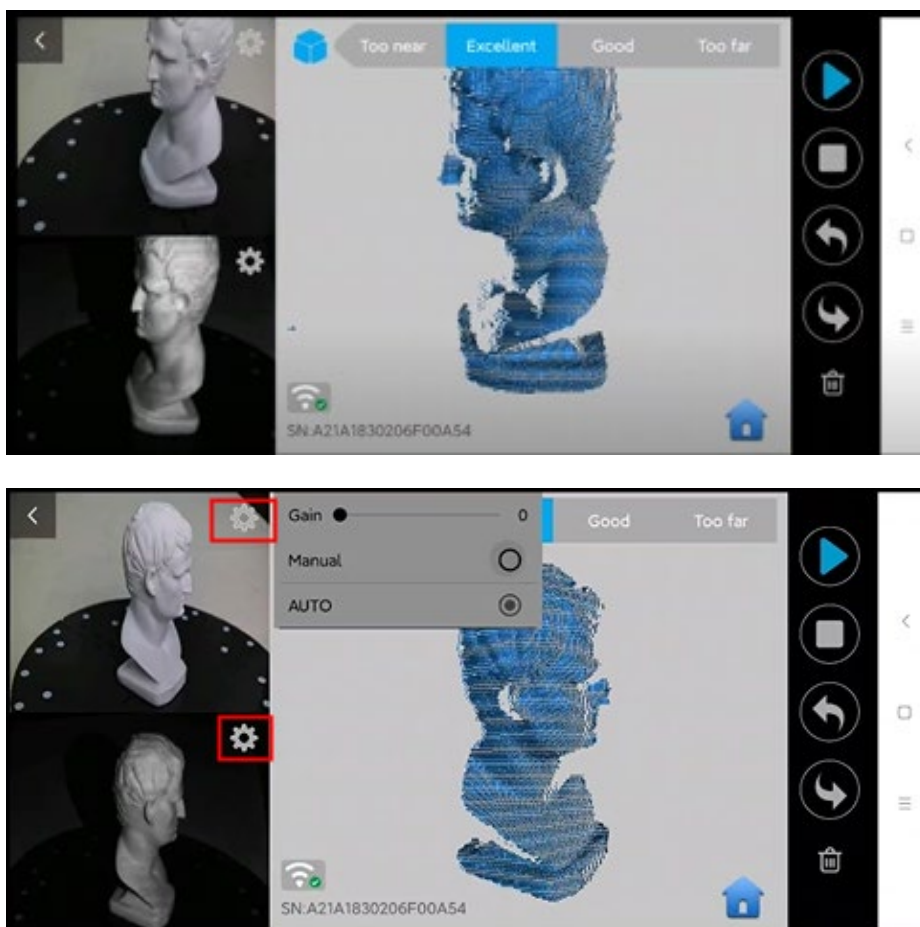 Too near Excellent Good Too far
SN:A21A1830206F00A54
Gain 0 Good Too far
Manual
AUTO
SN:A21A1830206F00A54